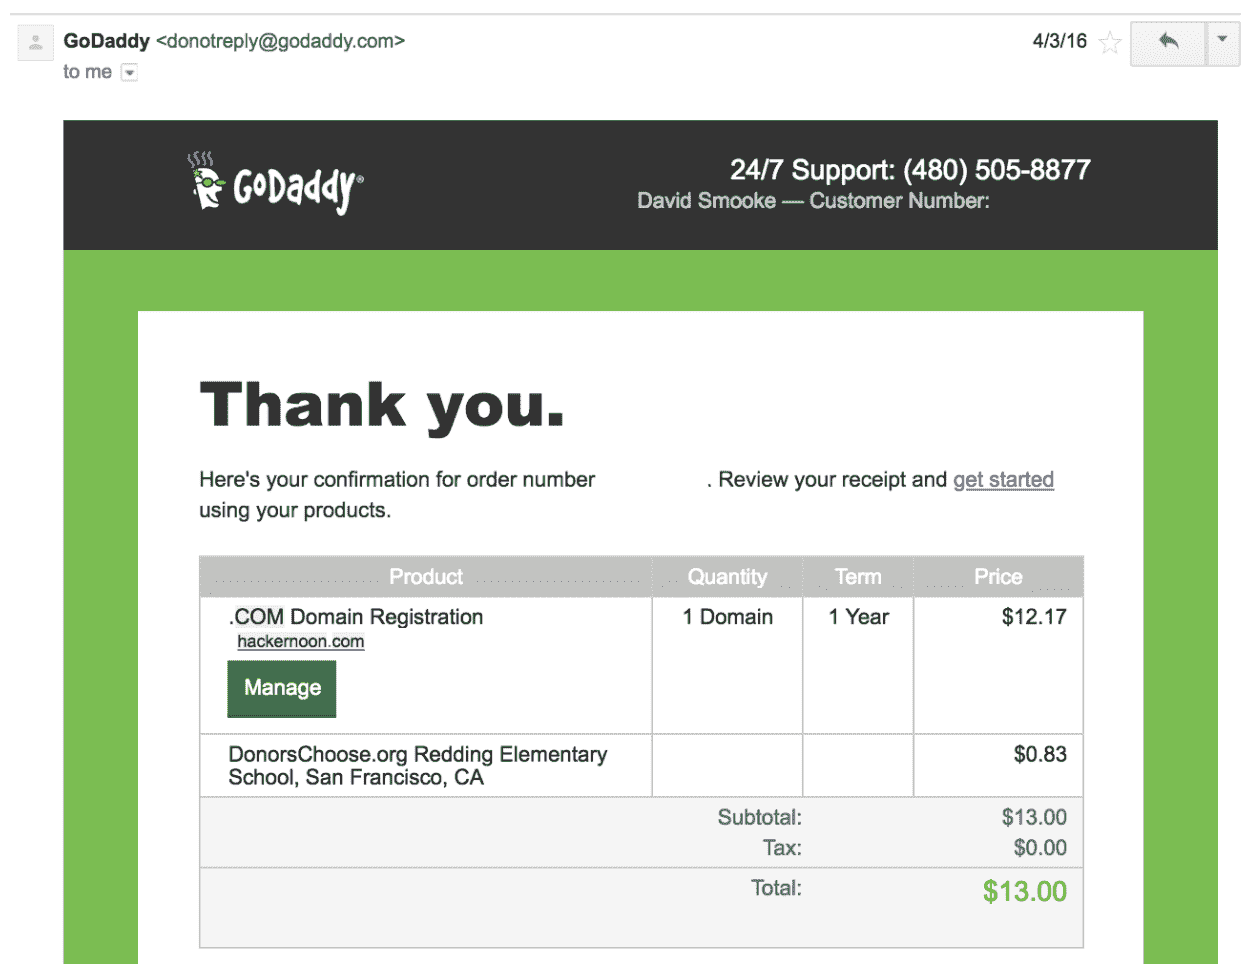 GoDaddy <donotreply@godaddy.com> 4/3/16
to me
GoDaddy® 24/7 Support: (480) 505-8877
David Smooke — Customer Number:
Thank you.
Here's your confirmation for order number . Review your receipt and get started
using your products.
Product Quantity Term Price
.COM Domain Registration 1 Domain 1 Year $12.17
hackernoon.com
Manage
DonorsChoose.org Redding Elementary $0.83
School, San Francisco, CA
Subtotal: $13.00
Tax: $0.00
Total: $13.00